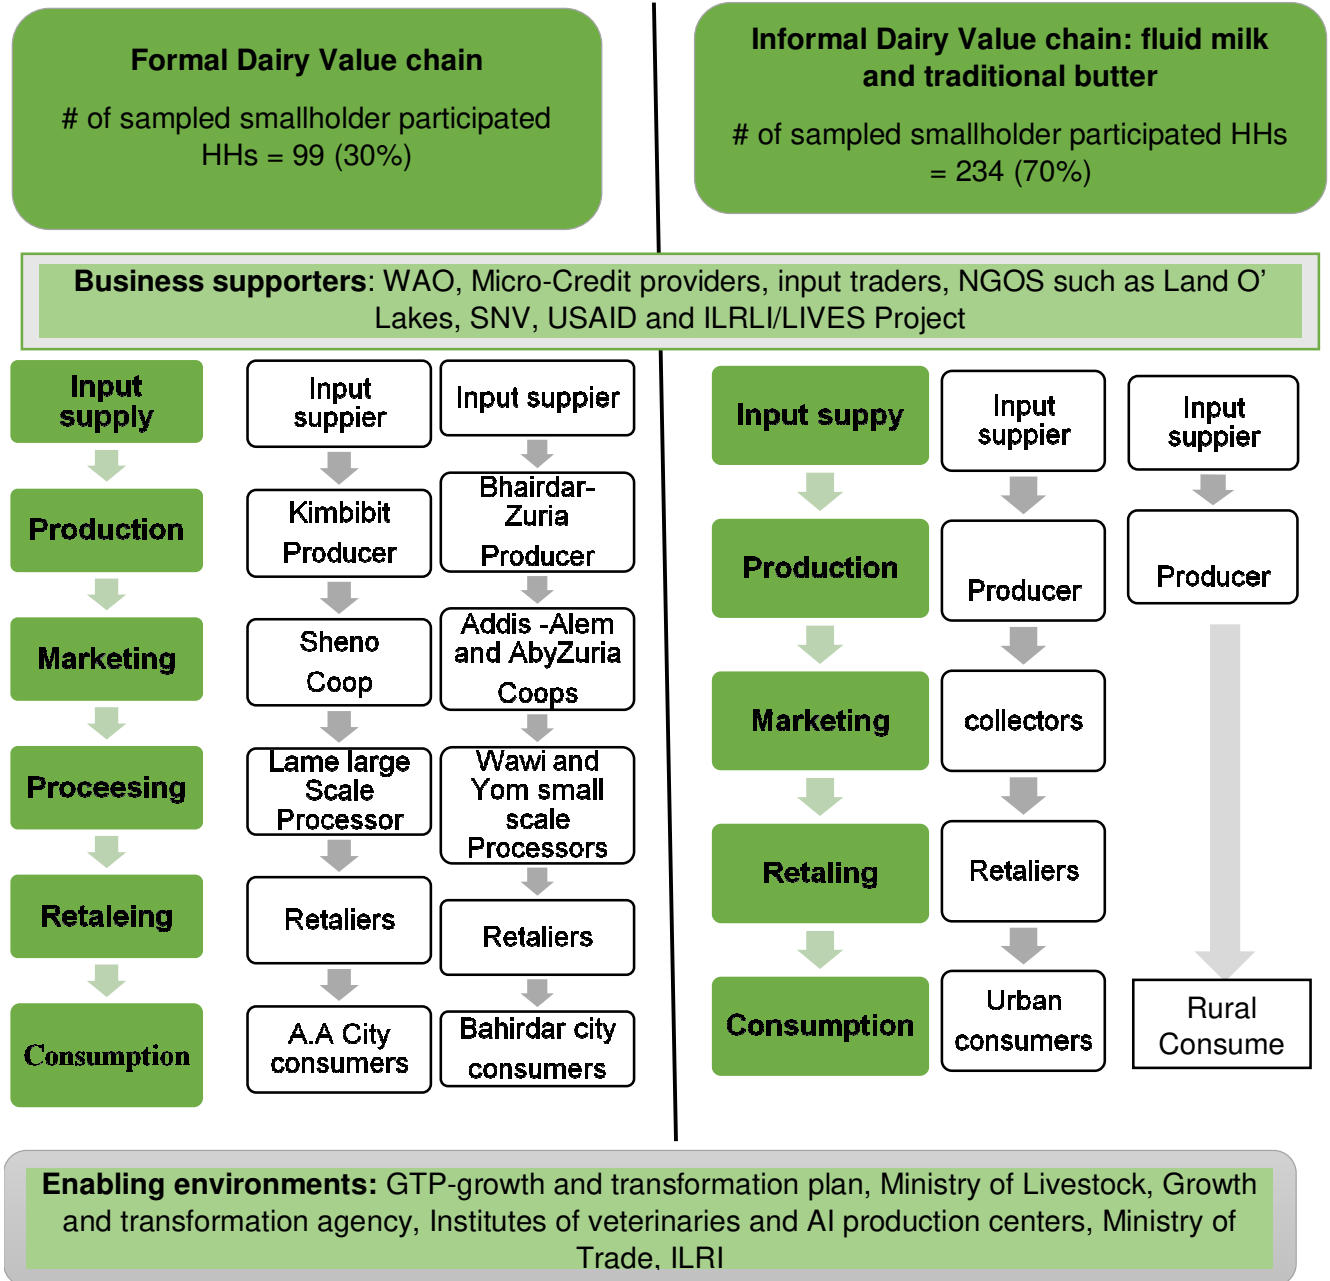 Formal Dairy Value chain
# of sampled smallholder participated
HHs = 99 (30%)
Informal Dairy Value chain: fluid milk
and traditional butter
# of sampled smallholder participated HHs
= 234 (70%)
Business supporters: WAO, Micro-Credit providers, input traders, NGOS such as Land O’
Lakes, SNV, USAID and ILRLI/LIVES Project
Input
supply
Production
Marketing
Proceesing
Retaleing
Consumption
Input
suppier
Kimbibit
Producer
Sheno
Coop
Lame large
Scale
Processor
Retaliers
A.A City
consumers
Input suppier
Bhairdar-
Zuria
Producer
Addis -Alem
and AbyZuria
Coops
Wawi and
Yom small
scale
Processors
Retaliers
Bahirdar city
consumers
Input suppy
Production
Marketing
Retaling
Consumption
Input
suppier
Producer
collectors
Retaliers
Urban
consumers
Input
suppier
Producer
Rural
Consume
Enabling environments: GTP-growth and transformation plan, Ministry of Livestock, Growth
and transformation agency, Institutes of veterinaries and AI production centers, Ministry of
Trade, ILRI